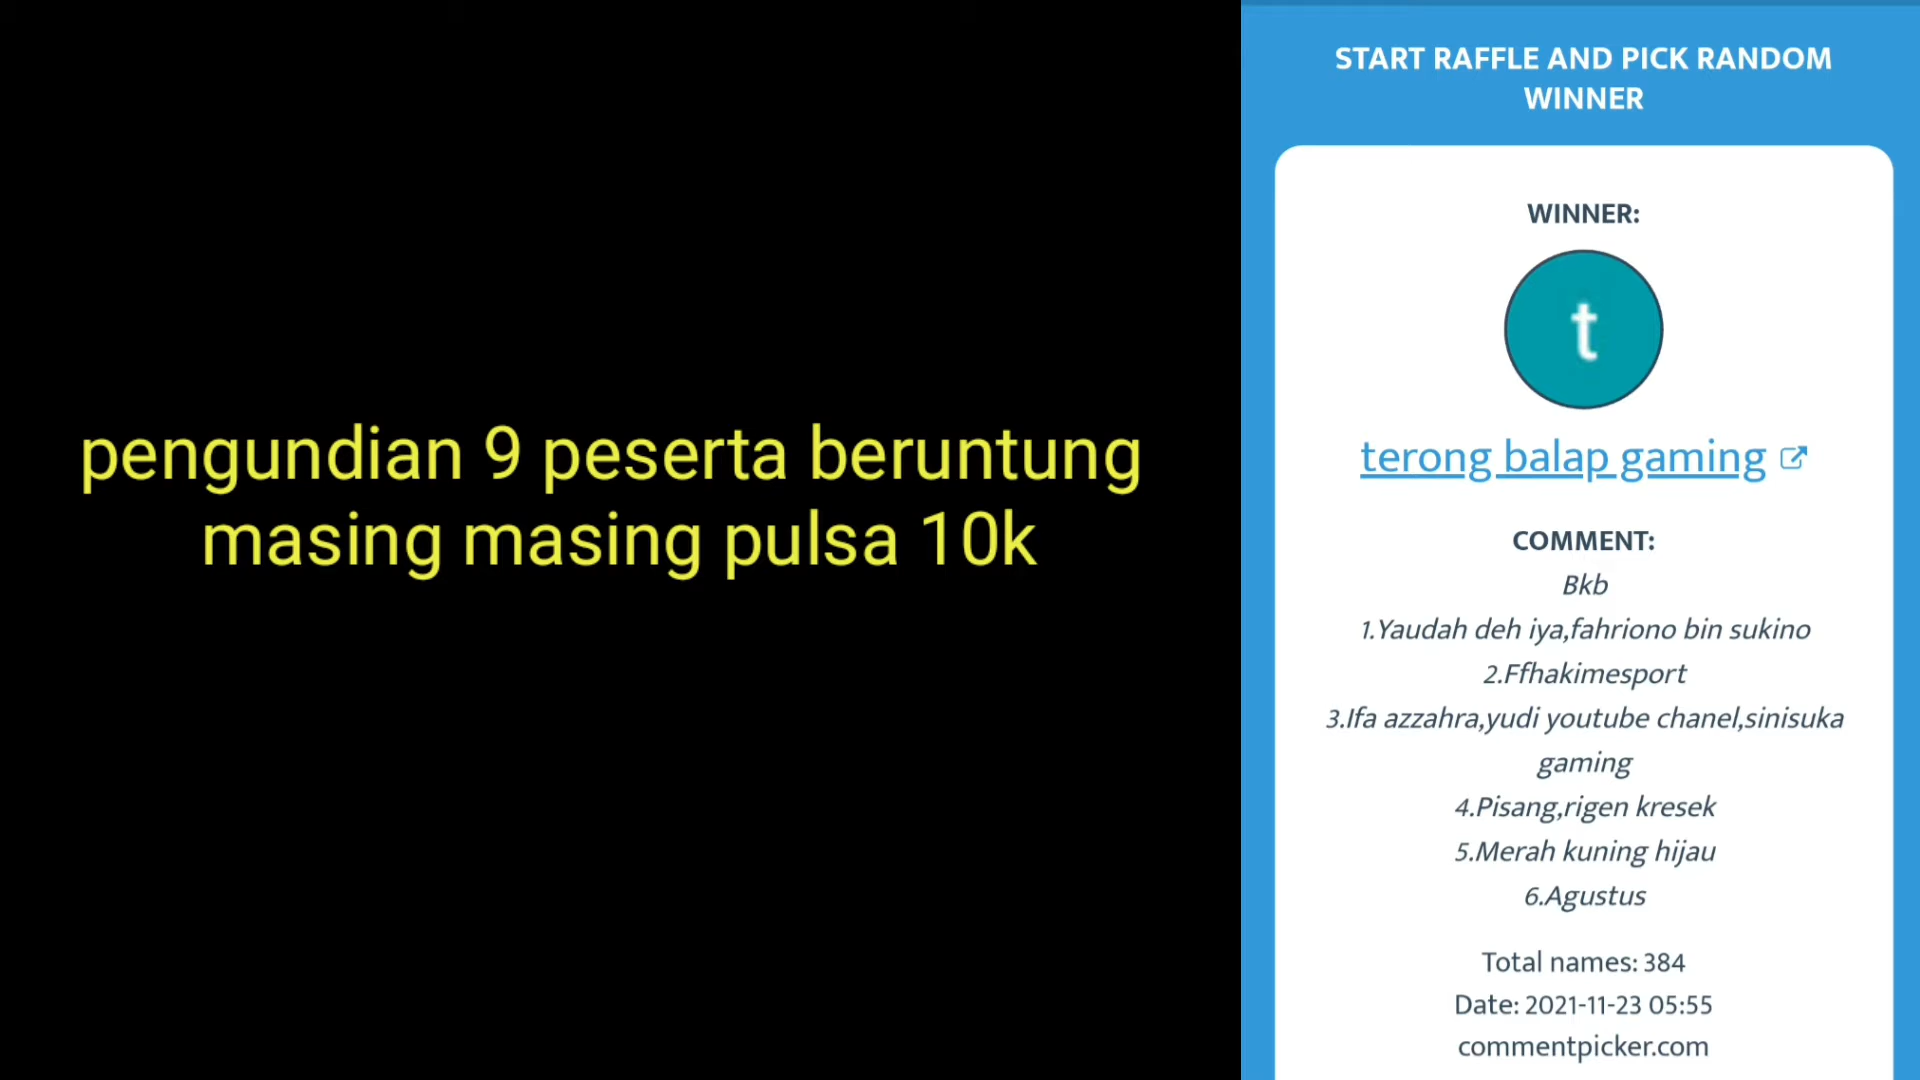 pengundian 9 peserta beruntung
masing masing pulsa 10k
START RAFFLE AND PICK RANDOM
WINNER
WINNER:
t
terong balap gaming
COMMENT:
Bkb
1.Yaudah deh iya,fahriono bin sukino
2.Ffhakimesport
3.Ifa azzahra,yudi youtube chanel,sinisuka
gaming
4.Pisang,rigen kresek
5.Merah kuning hijau
6.Agustus
Total names: 384
Date: 2021-11-23 05:55
commentpicker.com